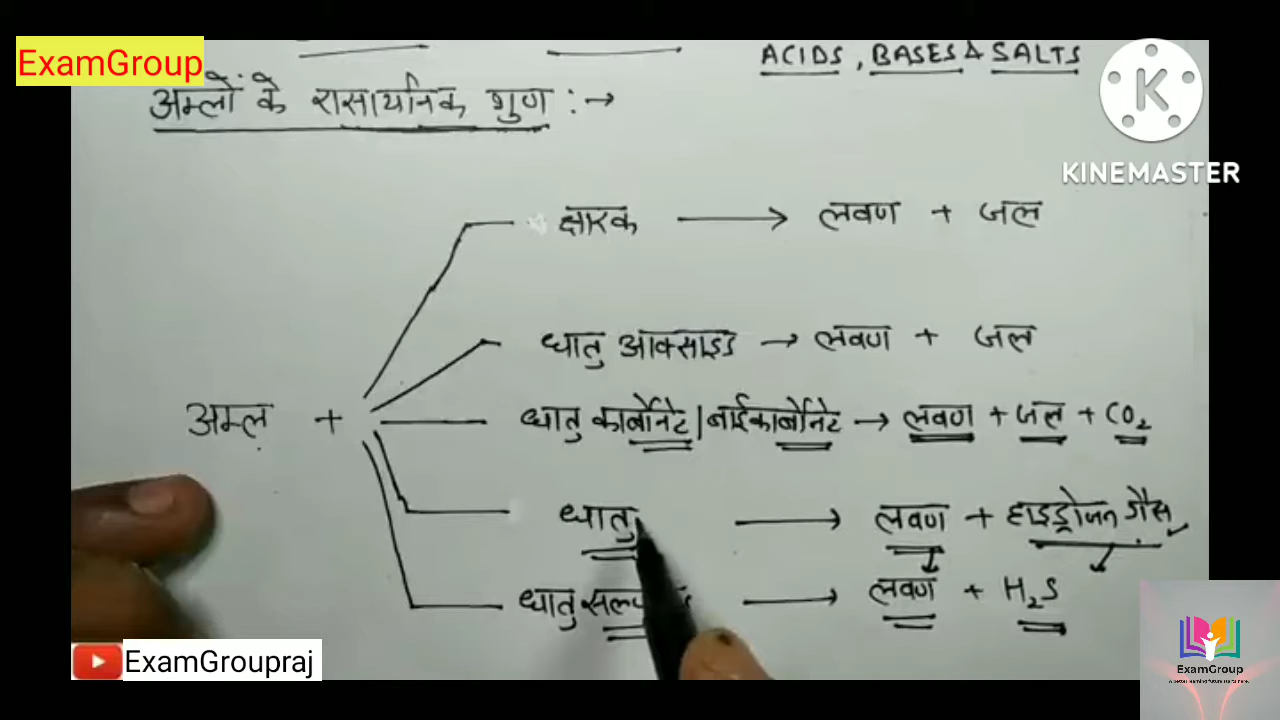 ExamGroup
ACIDS, BASES & SALTS
अम्लों के रासायनिक गुण :→
KINEMASTER
क्षारक → लवण + जल
धातु ऑक्साइड → लवण + जल
अम्ल + धातु कार्बोनेट | बाईकार्बोनेट → लवण + जल + CO₂
धातु → लवण + हाइड्रोजन गैस
धातु → लवण + H₂S
ExamGroupraj
ExamGroup